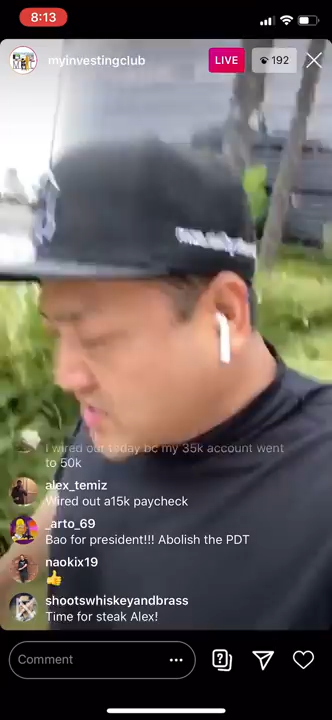 8:13
myinvestingclub
LIVE
192
I wired out today bc my 35k account went
to 50k
alex_temiz
Wired out a15k paycheck
_arto_69
Bao for president!!! Abolish the PDT
naokix19
👍
shootswhiskeyandbrass
Time for steak Alex!
Comment